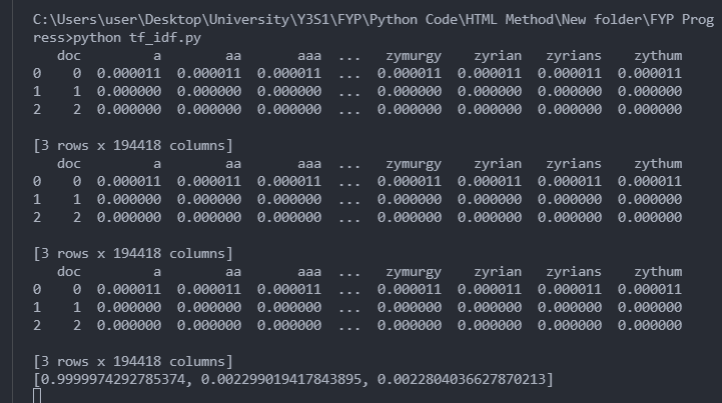 C:\Users\user\Desktop\University\Y3S1\FYP\Python Code\HTML Method\New folder\FYP Prog
ress>python tf_idf.py
doc a aa aaa ... zymurgy zyrian zyrians zythum
0 0 0.000011 0.000011 0.000011 ... 0.000011 0.000011 0.000011 0.000011
1 1 0.000000 0.000000 0.000000 ... 0.000000 0.000000 0.000000 0.000000
2 2 0.000000 0.000000 0.000000 ... 0.000000 0.000000 0.000000 0.000000
[3 rows x 194418 columns]
doc a aa aaa ... zymurgy zyrian zyrians zythum
0 0 0.000011 0.000011 0.000011 ... 0.000011 0.000011 0.000011 0.000011
1 1 0.000000 0.000000 0.000000 ... 0.000000 0.000000 0.000000 0.000000
2 2 0.000000 0.000000 0.000000 ... 0.000000 0.000000 0.000000 0.000000
[3 rows x 194418 columns]
doc a aa aaa ... zymurgy zyrian zyrians zythum
0 0 0.000011 0.000011 0.000011 ... 0.000011 0.000011 0.000011 0.000011
1 1 0.000000 0.000000 0.000000 ... 0.000000 0.000000 0.000000 0.000000
2 2 0.000000 0.000000 0.000000 ... 0.000000 0.000000 0.000000 0.000000
[3 rows x 194418 columns]
[0.9999974292785374, 0.002299019417843895, 0.0022804036627870213]